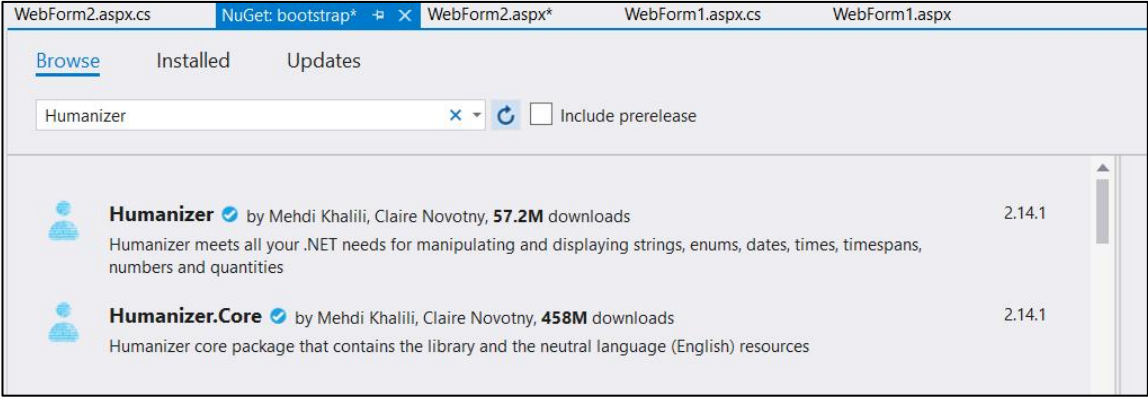 WebForm2.aspx.cs NuGet: bootstrap* WebForm2.aspx* WebForm1.aspx.cs WebForm1.aspx
Browse Installed Updates
Humanizer Include prerelease
Humanizer by Mehdi Khalili, Claire Novotny, 57.2M downloads 2.14.1
Humanizer meets all your .NET needs for manipulating and displaying strings, enums, dates, times, timespans,
numbers and quantities
Humanizer.Core by Mehdi Khalili, Claire Novotny, 458M downloads 2.14.1
Humanizer core package that contains the library and the neutral language (English) resources